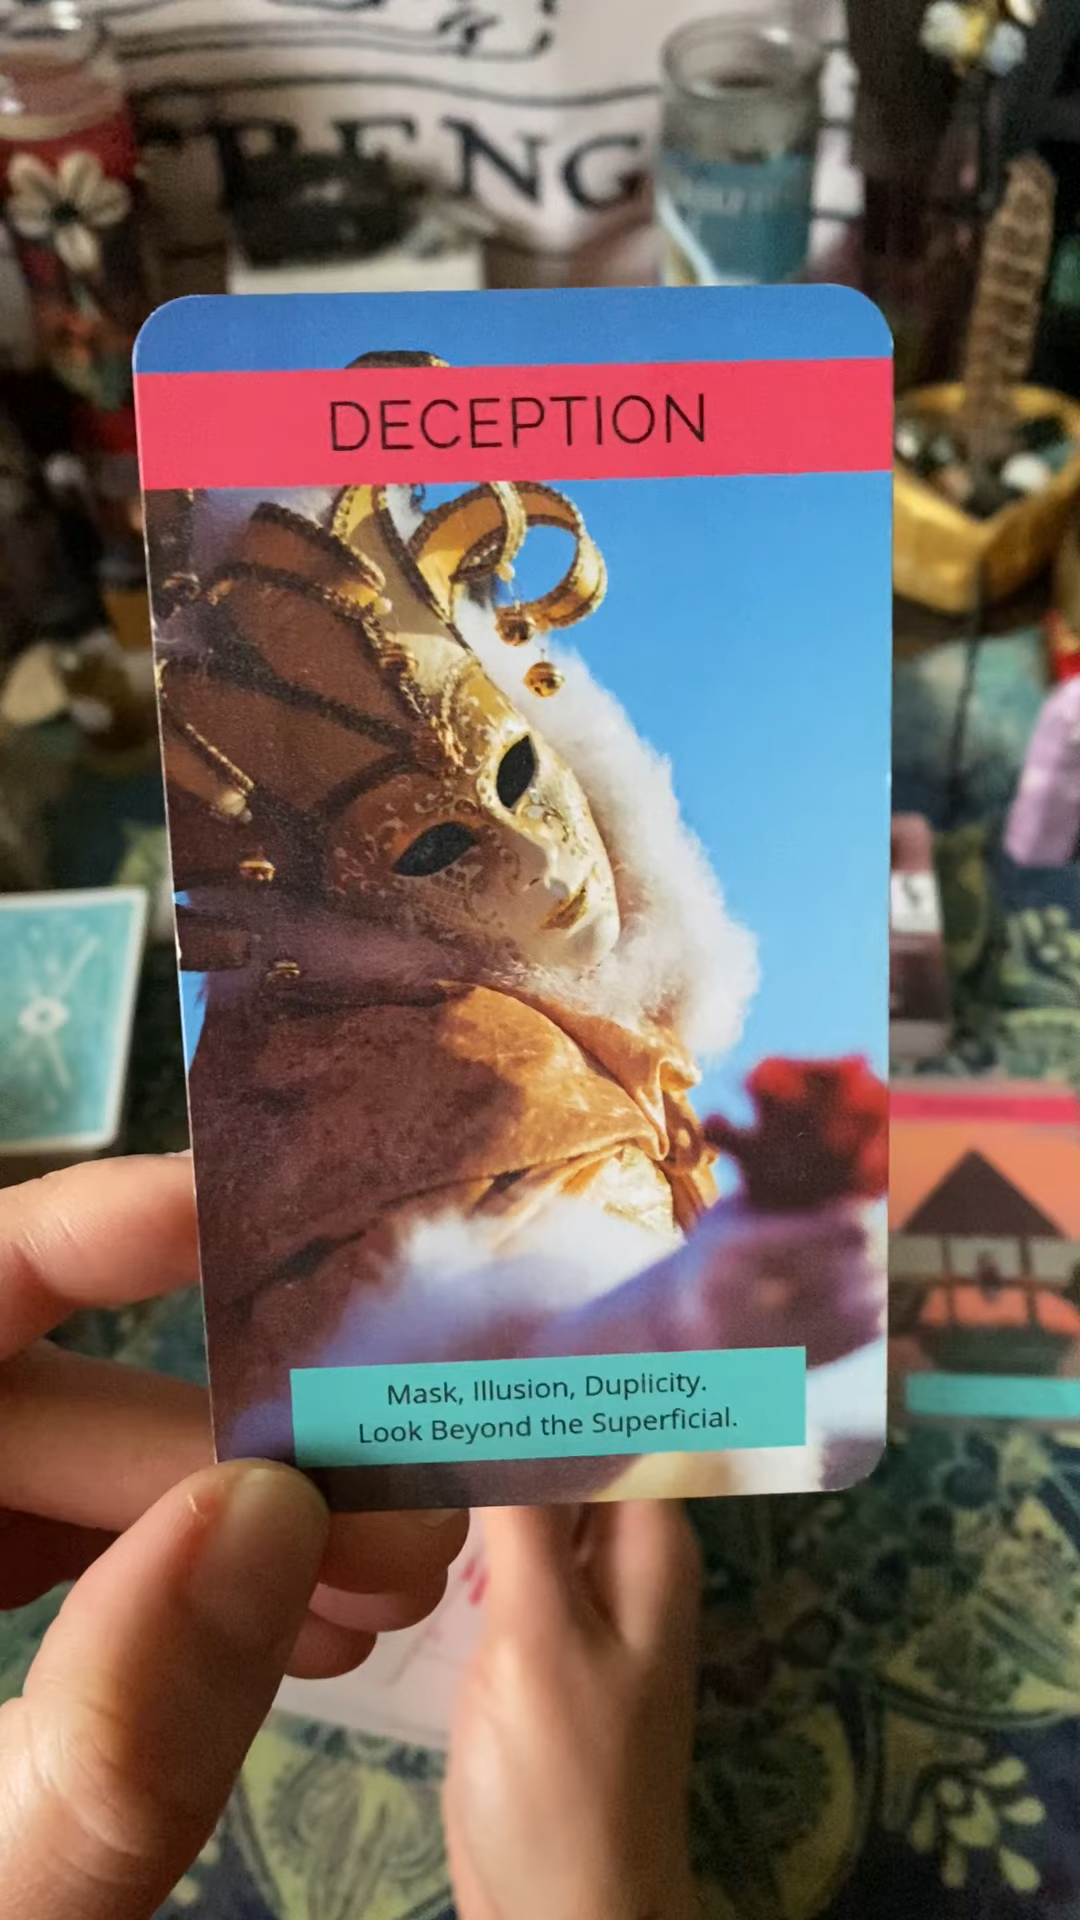 DECEPTION
Mask, Illusion, Duplicity.
Look Beyond the Superficial.